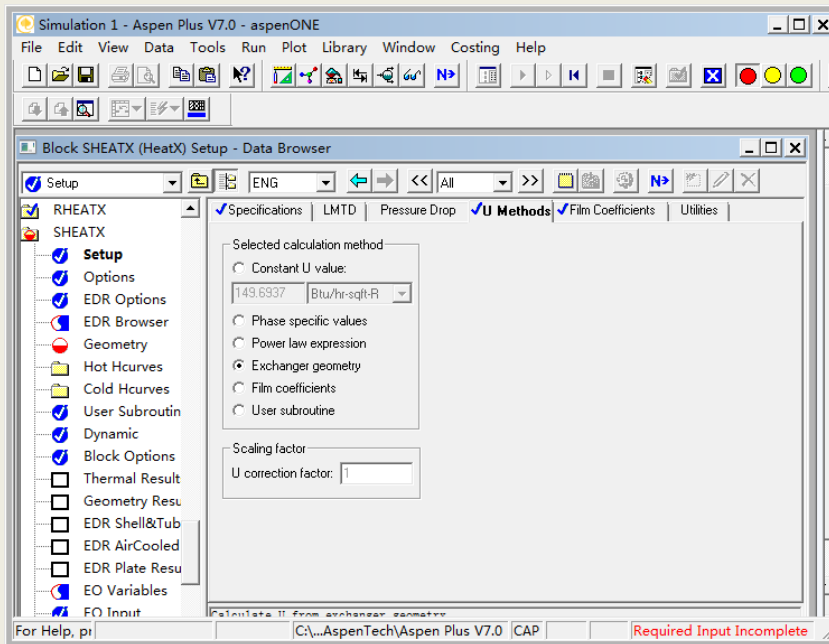 Simulation 1 - Aspen Plus V7.0 - aspenONE
File Edit View Data Tools Run Plot Library Window Costing Help
N»
Block SHEATX (HeatX) Setup - Data Browser
Setup ENG << All >> N»
RHEATX
SHEATX
Setup
Options
EDR Options
EDR Browser
Geometry
Hot Hcurves
Cold Hcurves
User Subroutin
Dynamic
Block Options
Thermal Result
Geometry Resu
EDR Shell&Tub
EDR AirCooled
EDR Plate Resu
EO Variables
EO Input
Specifications LMTD Pressure Drop U Methods Film Coefficients Utilities
Selected calculation method
Constant U value:
149.6937 Btu/hr-sqft-R
Phase specific values
Power law expression
Exchanger geometry
Film coefficients
User subroutine
Scaling factor
U correction factor: 1
Calculate U from exchanger geometry
For Help, pr C:\...AspenTech\Aspen Plus V7.0 CAP Required Input Incomplete